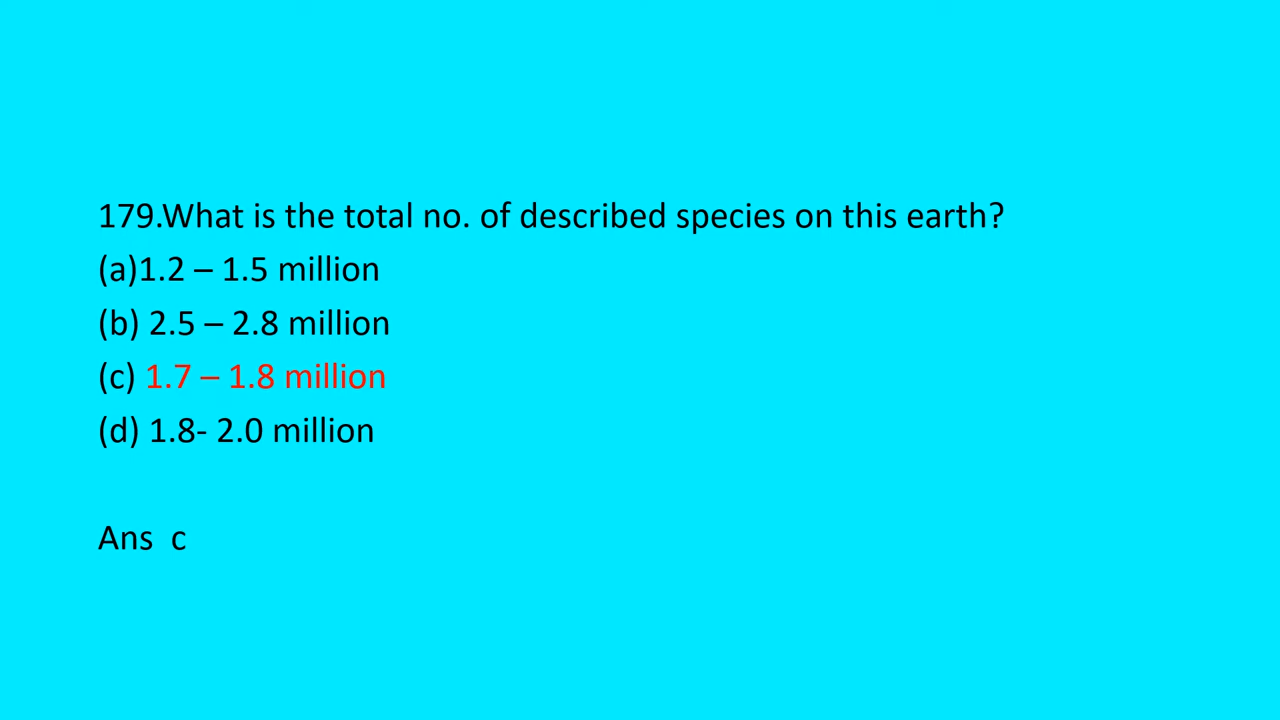 179.What is the total no. of described species on this earth?
(a)1.2 – 1.5 million
(b) 2.5 – 2.8 million
(c) 1.7 – 1.8 million
(d) 1.8- 2.0 million
Ans  c